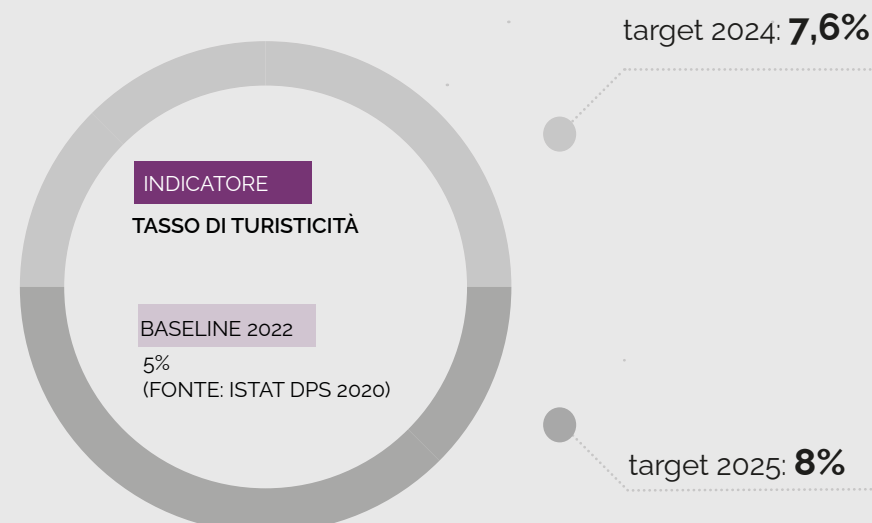 target 2024: 7,6%
INDICATORE
TASSO DI TURISTICITÀ
BASELINE 2022
5%
(FONTE: ISTAT DPS 2020)
target 2025: 8%